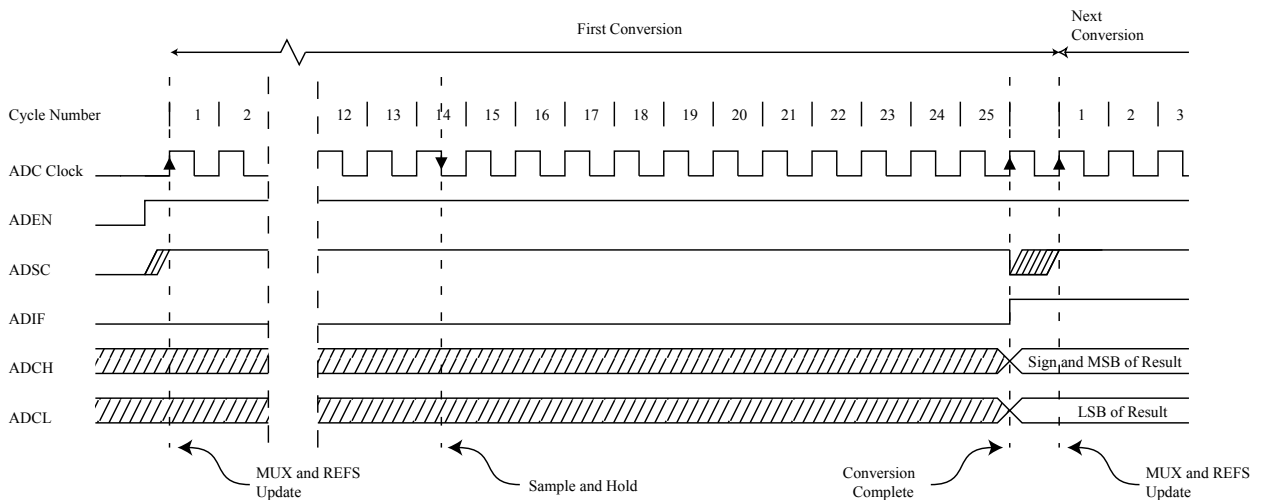 First Conversion
Next
Conversion
Cycle Number
1 2 12 13 14 15 16 17 18 19 20 21 22 23 24 25 1 2 3
ADC Clock
ADEN
ADSC
ADIF
ADCH
Sign and MSB of Result
ADCL
LSB of Result
MUX and REFS
Update
Sample and Hold
Conversion
Complete
MUX and REFS
Update